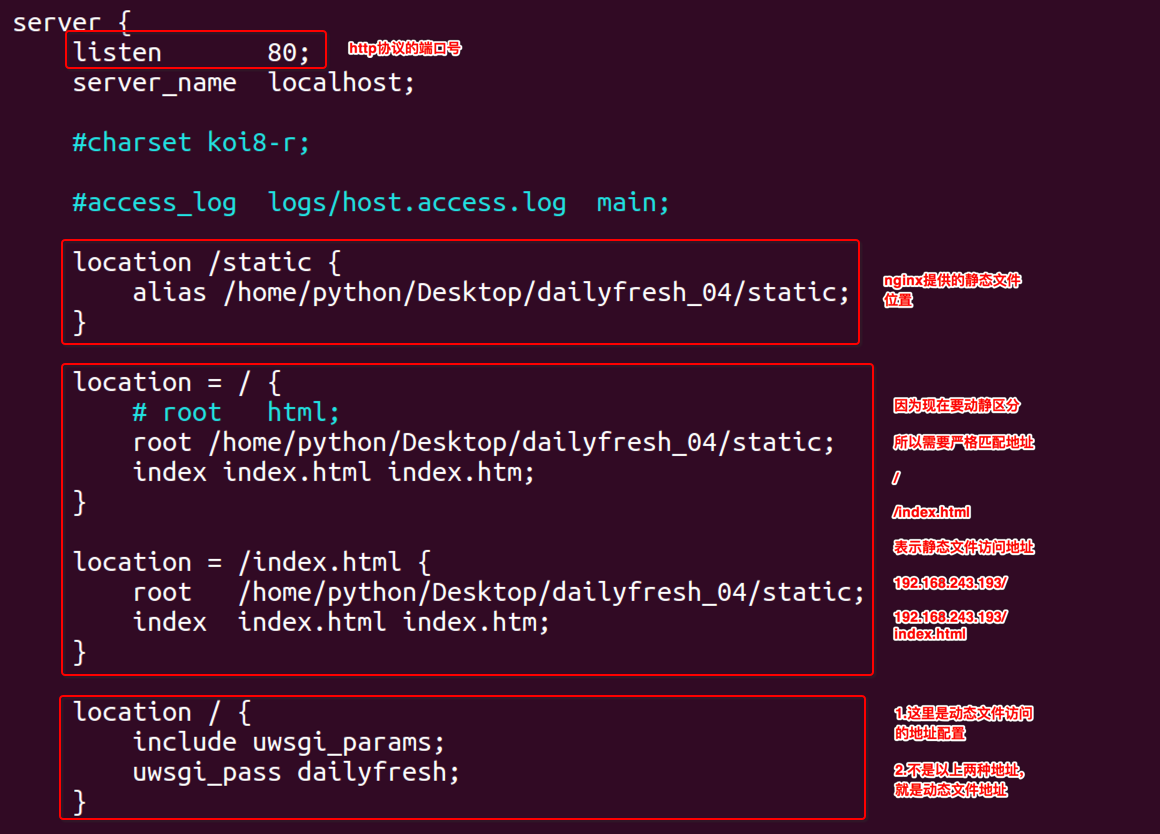 server {
listen 80; http协议的端口号
server_name localhost;
#charset koi8-r;
#access_log logs/host.access.log main;
location /static {
alias /home/python/Desktop/dailyfresh_04/static;
}
nginx提供的静态文件
位置
location = / {
# root html;
root /home/python/Desktop/dailyfresh_04/static;
index index.html index.htm;
}
location = /index.html {
root /home/python/Desktop/dailyfresh_04/static;
index index.html index.htm;
}
因为现在要动静区分
所以需要严格匹配地址
/
/index.html
表示静态文件访问地址
192.168.243.193/
192.168.243.193/
index.html
location / {
include uwsgi_params;
uwsgi_pass dailyfresh;
}
1.这里是动态文件访问
的地址配置
2.不是以上两种地址,
就是动态文件地址